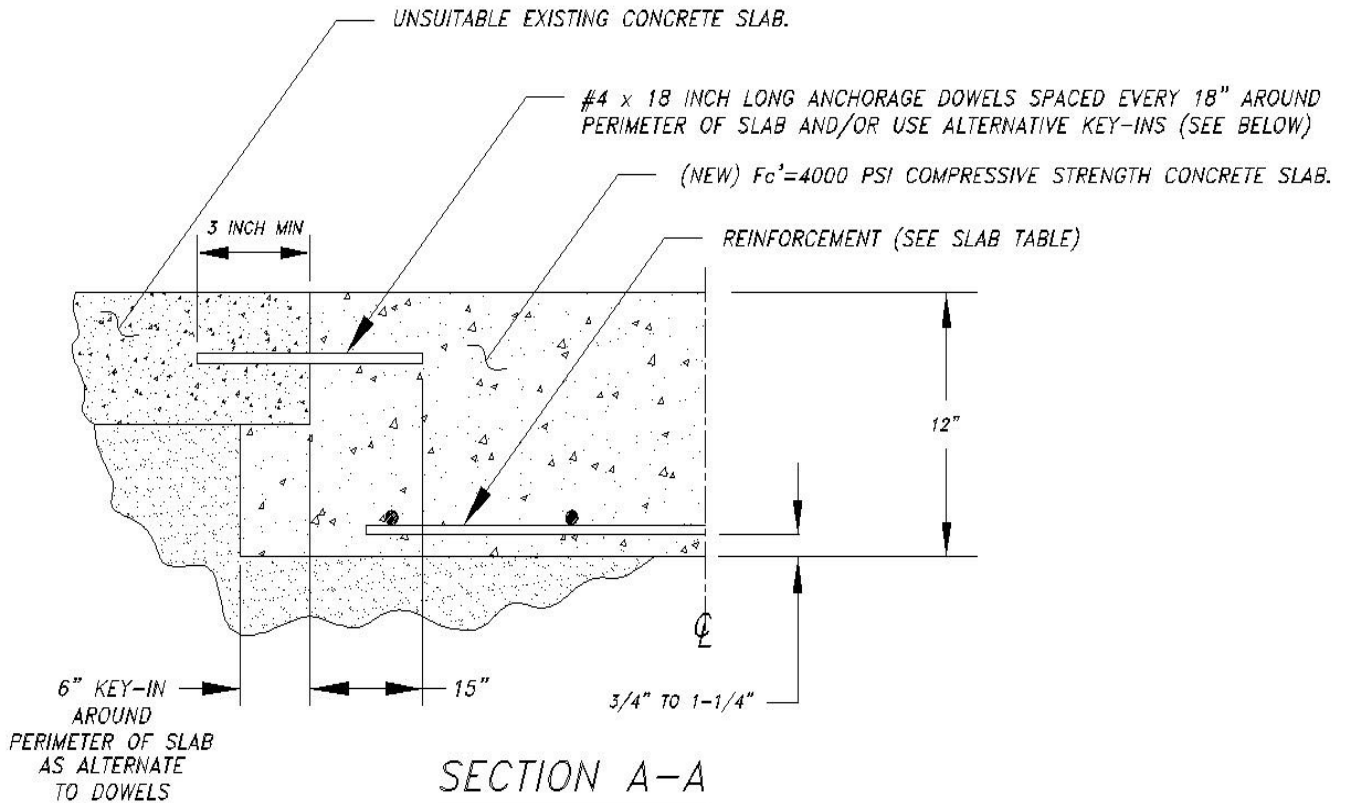 UNSUITABLE EXISTING CONCRETE SLAB.
#4 x 18 INCH LONG ANCHORAGE DOWELS SPACED EVERY 18" AROUND
PERIMETER OF SLAB AND/OR USE ALTERNATIVE KEY-INS (SEE BELOW)
(NEW) Fc'=4000 PSI COMPRESSIVE STRENGTH CONCRETE SLAB.
3 INCH MIN
REINFORCEMENT (SEE SLAB TABLE)
12"
℄
6" KEY-IN
AROUND
PERIMETER OF SLAB
AS ALTERNATE
TO DOWELS
15"
3/4" TO 1-1/4"
SECTION A-A